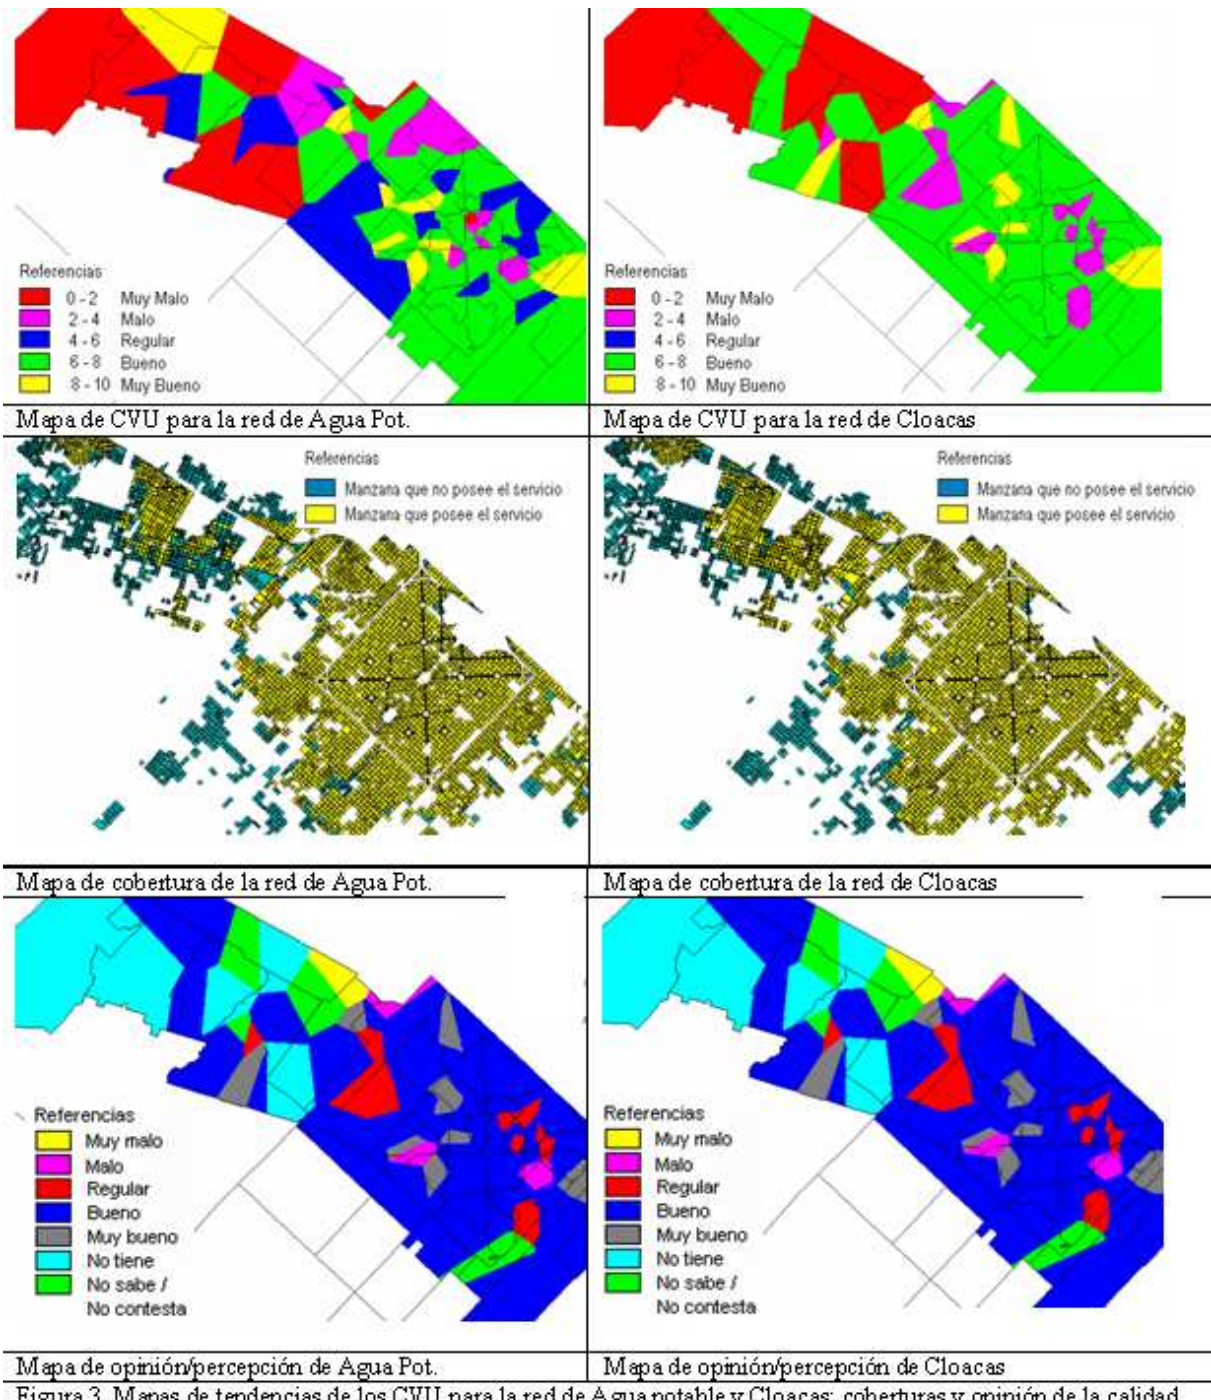 Referencias
0 - 2 Muy Malo
2 - 4 Malo
4 - 6 Regular
6 - 8 Bueno
8 - 10 Muy Bueno
Mapa de CVU para la red de Agua Pot.
Referencias
0 - 2 Muy Malo
2 - 4 Malo
4 - 6 Regular
6 - 8 Bueno
8 - 10 Muy Bueno
Mapa de CVU para la red de Cloacas
Referencias
Manzana que no posee el servicio
Manzana que posee el servicio
Mapa de cobertura de la red de Agua Pot.
Referencias
Manzana que no posee el servicio
Manzana que posee el servicio
Mapa de cobertura de la red de Cloacas
Referencias
Muy malo
Malo
Regular
Bueno
Muy bueno
No tiene
No sabe /
No contesta
Mapa de opinión/percepción de Agua Pot.
Referencias
Muy malo
Malo
Regular
Bueno
Muy bueno
No tiene
No sabe /
No contesta
Mapa de opinión/percepción de Cloacas
Figura 3. Mapas de tendencias de los CVU para la red de Agua potable y Cloacas; coberturas y opinión de la calidad